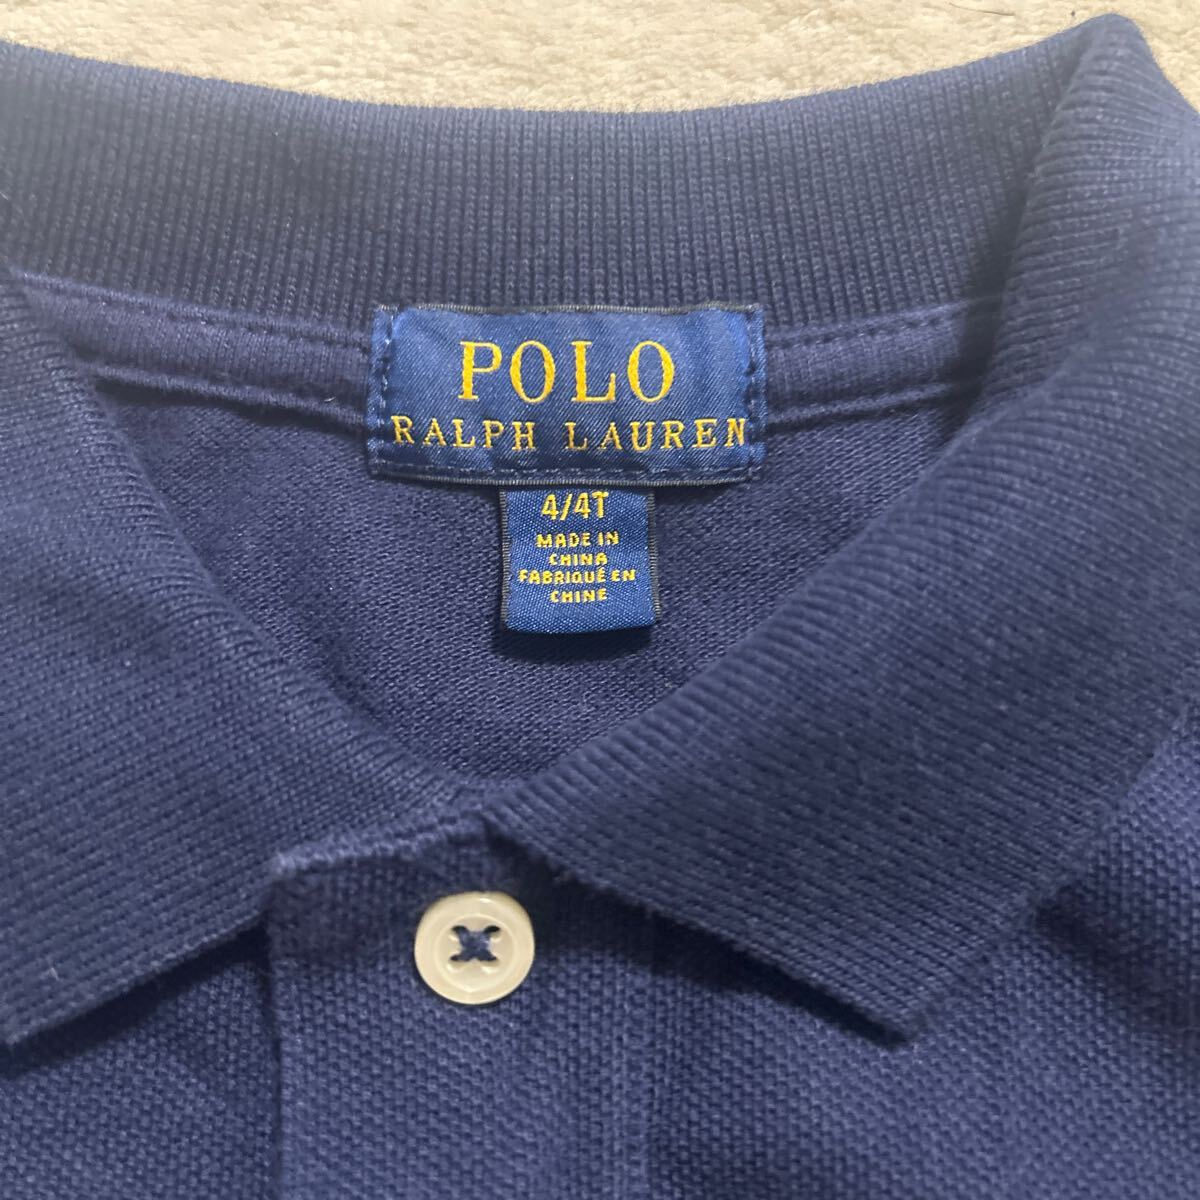 POLO
RALPH LAUREN
4/4T
MADE IN
CHINA
FABRIQUÉ EN
CHINE